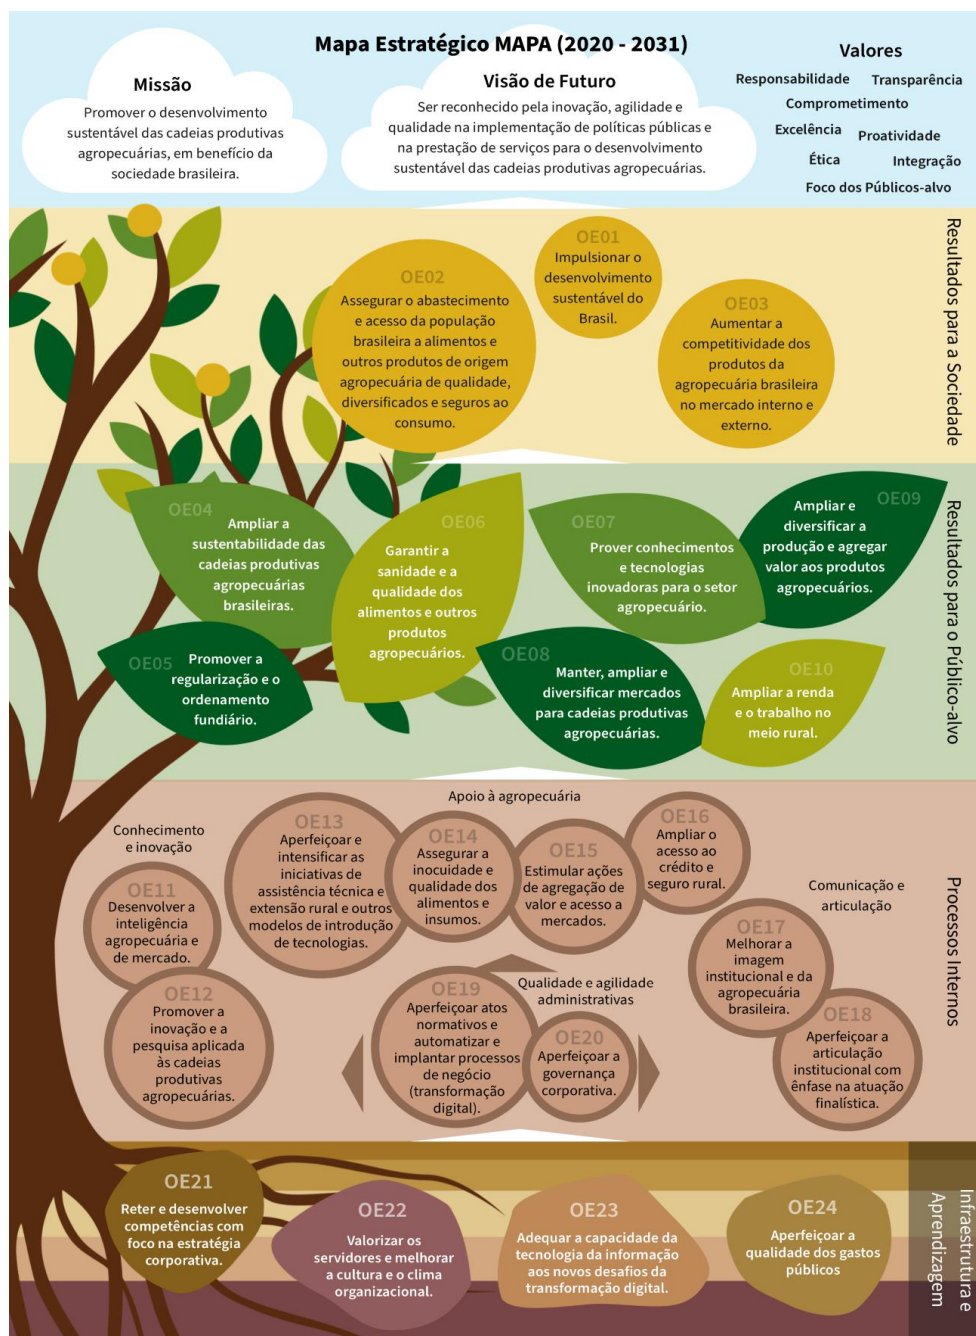 Mapa Estratégico MAPA (2020 - 2031)
Missão
Promover o desenvolvimento
sustentável das cadeias produtivas
agropecuárias, em benefício da
sociedade brasileira.
Visão de Futuro
Ser reconhecido pela inovação, agilidade e
qualidade na implementação de políticas públicas e
na prestação de serviços para o desenvolvimento
sustentável das cadeias produtivas agropecuárias.
Valores
Responsabilidade Transparência
Comprometimento
Excelência Proatividade
Ética Integração
Foco dos Públicos-alvo
Resultados para a Sociedade
OE01
Impulsionar o
desenvolvimento
sustentável do
Brasil.
OE02
Assegurar o abastecimento
e acesso da população
brasileira a alimentos e
outros produtos de origem
agropecuária de qualidade,
diversificados e seguros ao
consumo.
OE03
Aumentar a
competitividade dos
produtos da
agropecuária brasileira
no mercado interno e
externo.
Resultados para o Público-alvo
OE04
Ampliar a
sustentabilidade das
cadeias produtivas
agropecuárias
brasileiras.
OE05
Promover a
regularização e o
ordenamento
fundiário.
OE06
Garantir a
sanidade e a
qualidade dos
alimentos e outros
produtos
agropecuários.
OE07
Prover conhecimentos
e tecnologias
inovadoras para o setor
agropecuário.
OE08
Manter, ampliar e
diversificar mercados
para cadeias produtivas
agropecuárias.
OE09
Ampliar e
diversificar a
produção e agregar
valor aos produtos
agropecuários.
OE10
Ampliar a renda
e o trabalho no
meio rural.
Processos Internos
Conhecimento
e inovação
OE11
Desenvolver a
inteligência
agropecuária e
de mercado.
OE12
Promover a
inovação e a
pesquisa aplicada
às cadeias
produtivas
agropecuárias.
Apoio à agropecuária
OE13
Aperfeiçoar e
intensificar as
iniciativas de
assistência técnica e
extensão rural e outros
modelos de introdução
de tecnologias.
OE14
Assegurar a
inocuidade e
qualidade dos
alimentos e
insumos.
OE15
Estimular ações
de agregação de
valor e acesso a
mercados.
OE16
Ampliar o
acesso ao
crédito e
seguro rural.
Comunicação e
articulação
OE17
Melhorar a
imagem
institucional e da
agropecuária
brasileira.
OE18
Aperfeiçoar a
articulação
institucional com
ênfase na atuação
finalística.
Qualidade e agilidade
administrativas
OE19
Aperfeiçoar atos
normativos e
automatizar e
implantar processos
de negócio
(transformação
digital).
OE20
Aperfeiçoar a
governança
corporativa.
Infraestrutura e
Aprendizagem
OE21
Reter e desenvolver
competências com
foco na estratégia
corporativa.
OE22
Valorizar os
servidores e melhorar
a cultura e o clima
organizacional.
OE23
Adequar a capacidade da
tecnologia da informação
aos novos desafios da
transformação digital.
OE24
Aperfeiçoar a
qualidade dos gastos
públicos